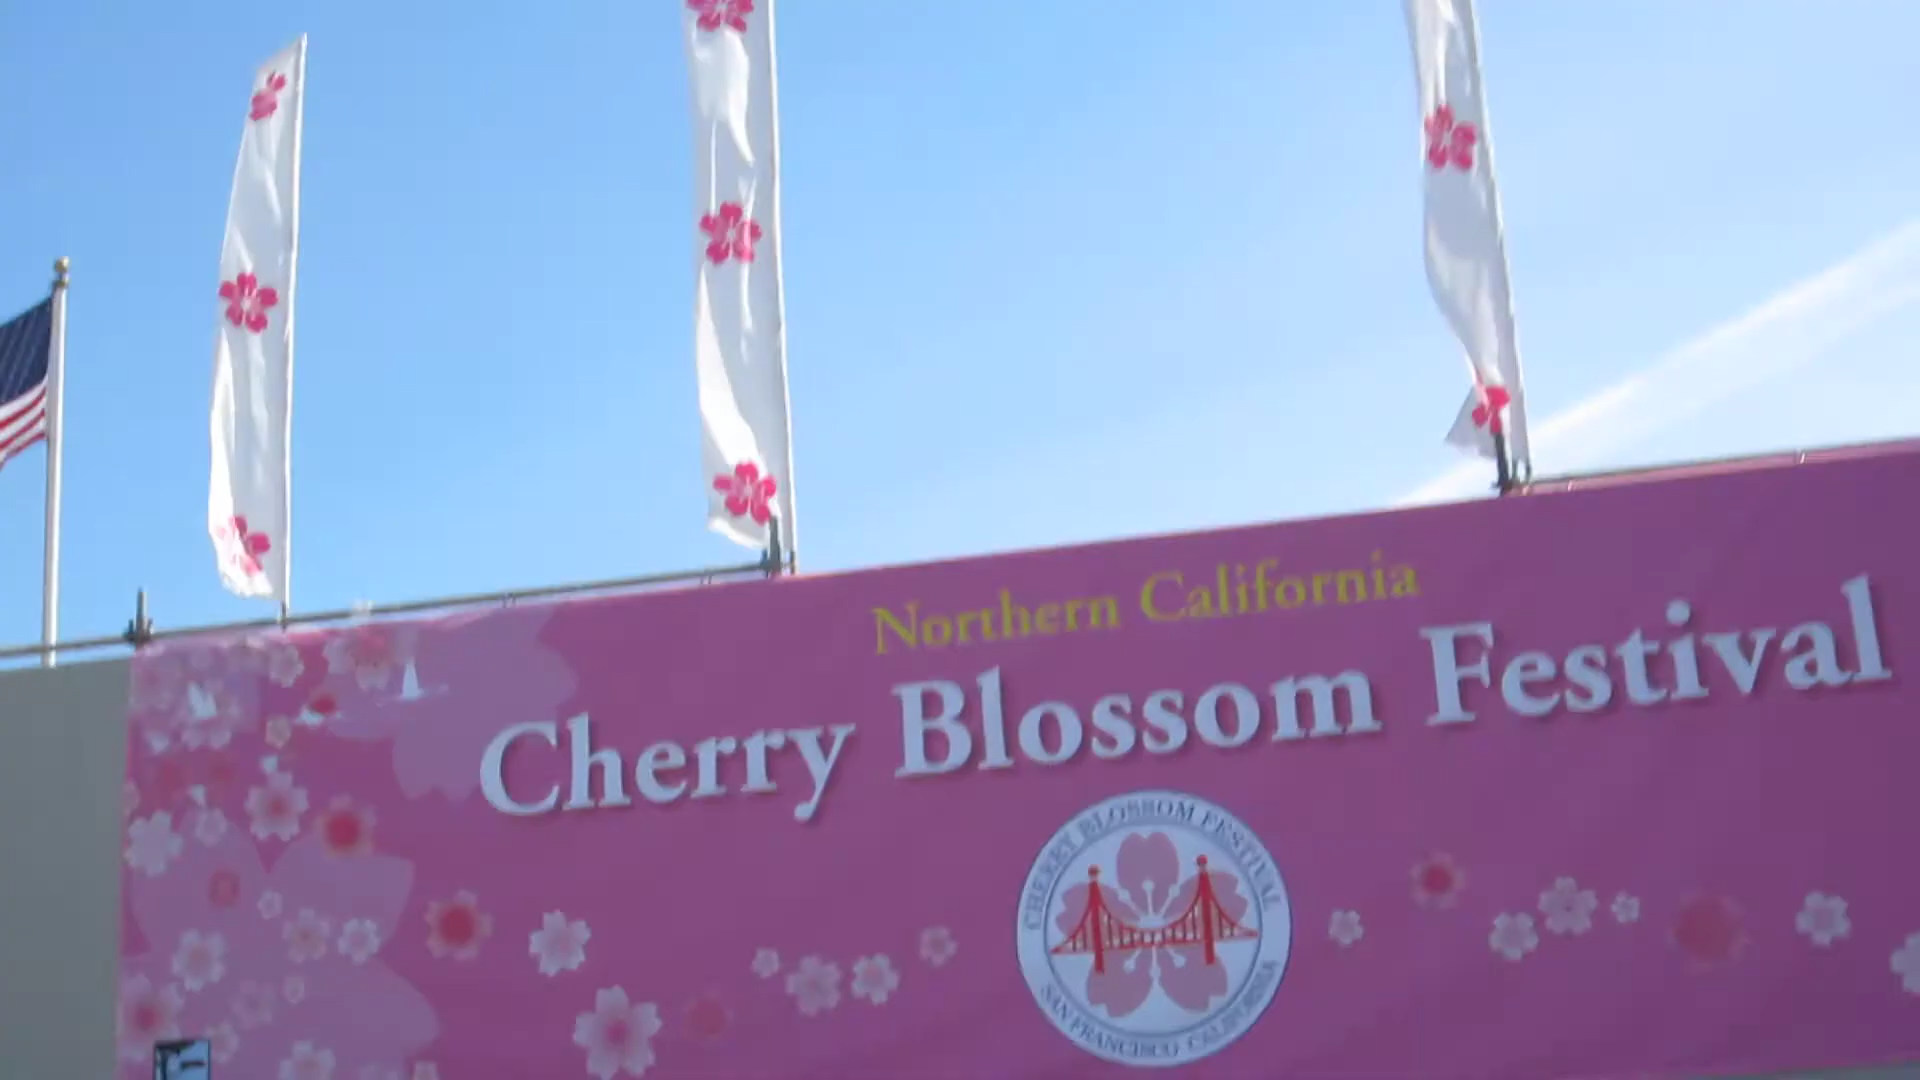 Northern California
Cherry Blossom Festival
CHERRY BLOSSOM FESTIVAL
SAN FRANCISCO CALIFORNIA